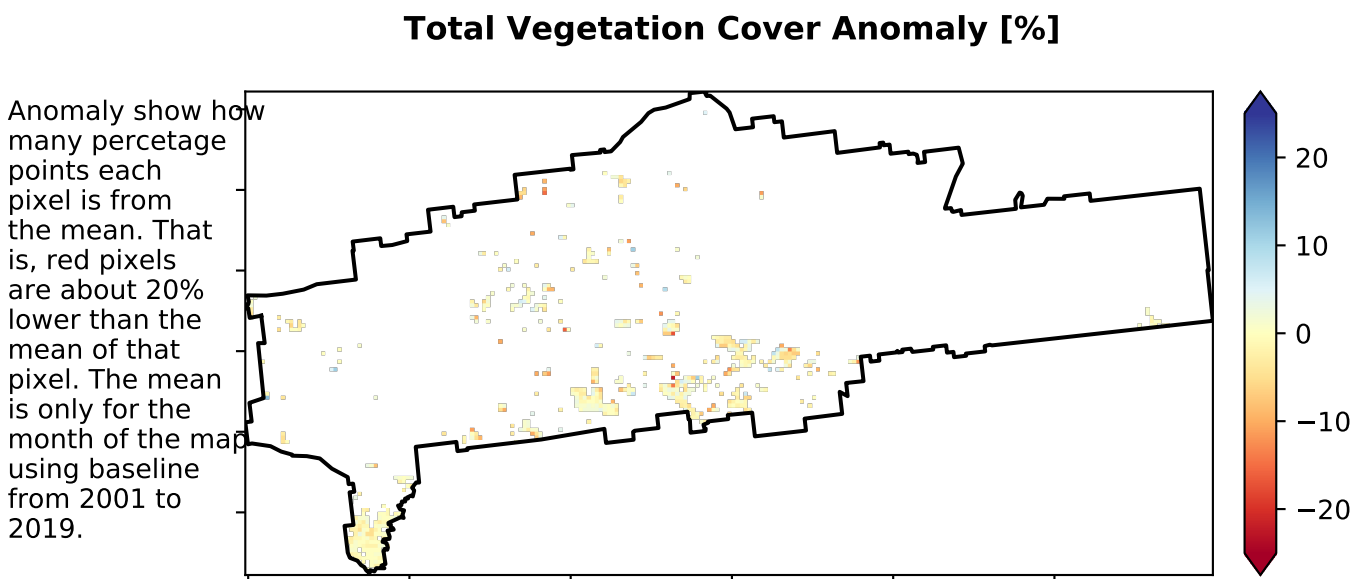 Total Vegetation Cover Anomaly [%]
Anomaly show how
many percetage
points each
pixel is from
the mean. That
is, red pixels
are about 20%
lower than the
mean of that
pixel. The mean
is only for the
month of the map
using baseline
from 2001 to
2019.
20
10
0
−10
−20